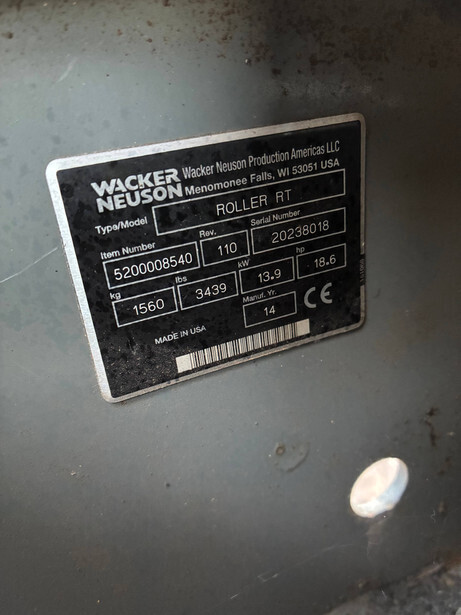 WACKER NEUSON
Wacker Neuson Production Americas LLC
Menomonee Falls, WI 53051 USA
Type/Model ROLLER RT
Item Number Rev. Serial Number
5200008540 110 20238018
kg lbs kW hp
1560 3439 13.9 18.6
Manuf. Yr.
MADE IN USA 14 CE